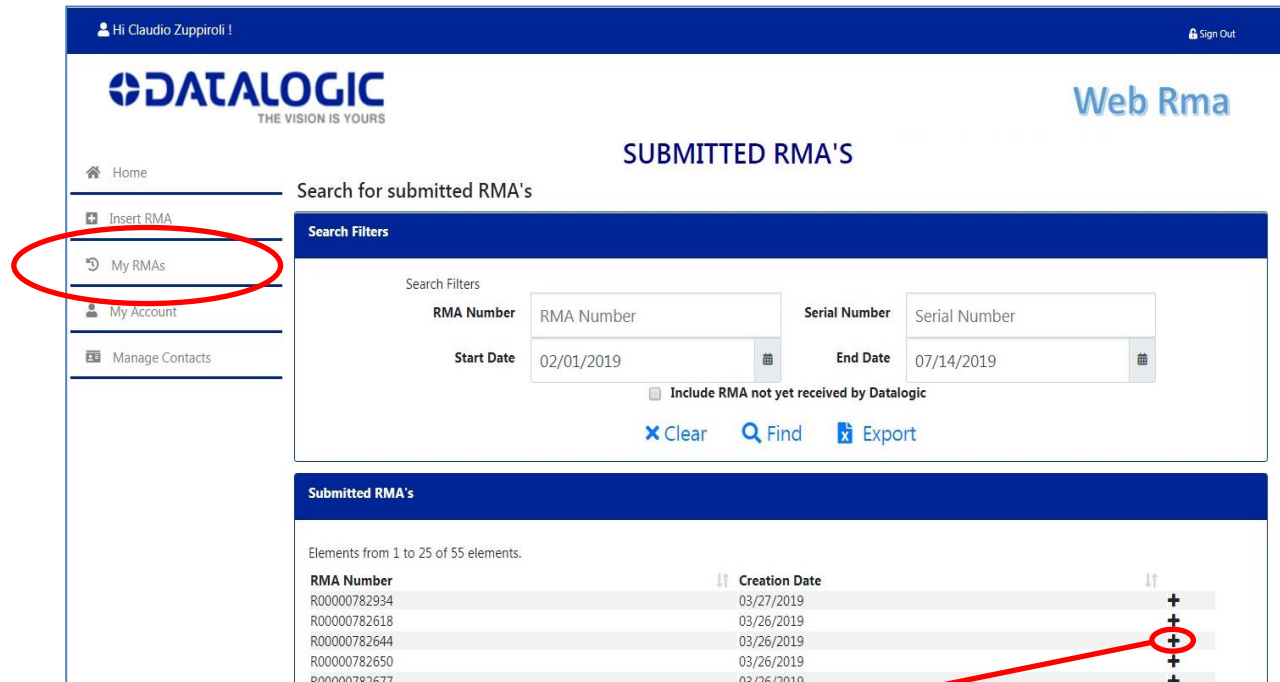 Hi Claudio Zuppiroli !
Sign Out
DATALOGIC
THE VISION IS YOURS
Web Rma
SUBMITTED RMA'S
Home
Search for submitted RMA's
Insert RMA
Search Filters
My RMAs
Search Filters
RMA Number RMA Number Serial Number Serial Number
My Account
Start Date 02/01/2019 End Date 07/14/2019
Manage Contacts
Include RMA not yet received by Datalogic
Clear Find Export
Submitted RMA's
Elements from 1 to 25 of 55 elements.
RMA Number Creation Date
R00000782934 03/27/2019
R00000782618 03/26/2019
R00000782644 03/26/2019
R00000782650 03/26/2019
R00000782677 03/26/2019